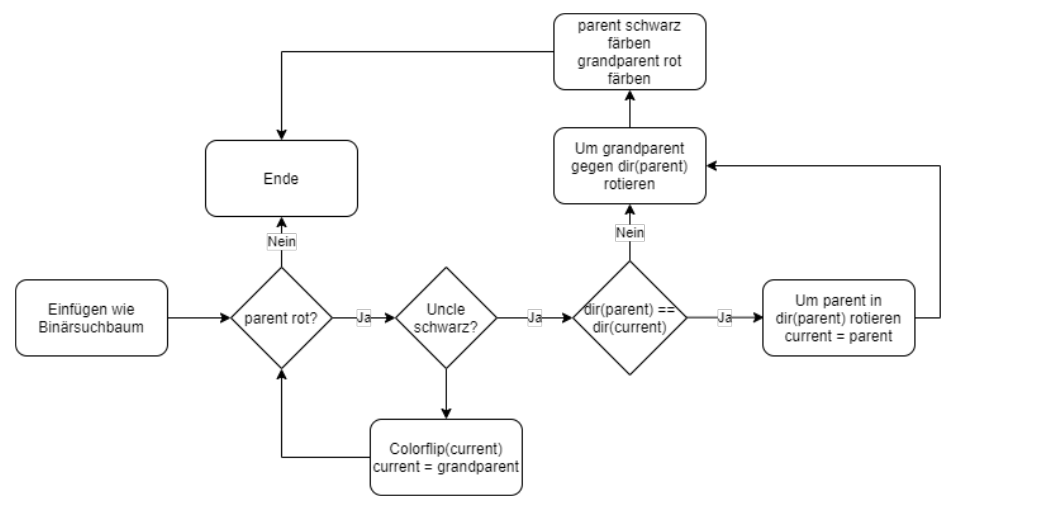 parent schwarz
färben
grandparent rot
färben
Um grandparent
gegen dir(parent)
rotieren
Ende
Nein
Nein
Einfügen wie
Binärsuchbaum
parent rot?
Ja
Uncle
schwarz?
Ja
dir(parent) ==
dir(current)
Ja
Um parent in
dir(parent) rotieren
current = parent
Colorflip(current)
current = grandparent